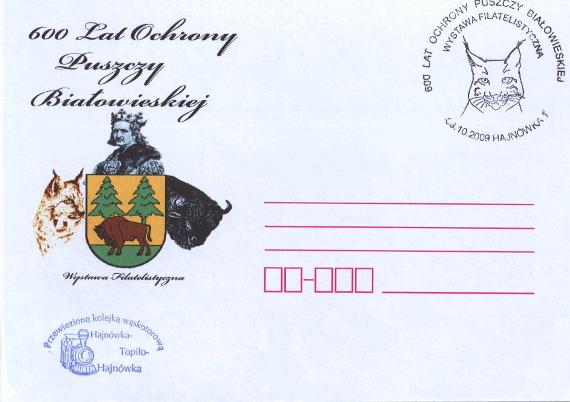 600 Lat Ochrony
Puszczy
Białowieskiej
600 LAT OCHRONY PUSZCZY BIAŁOWIESKIEJ
WYSTAWA FILATELISTYCZNA
.10.2009 HAJNÓWKA 1
Wystawa Filatelistyczna
Przewieziono kolejką wąskotorową
Hajnówka-
Topiło-
Hajnówka